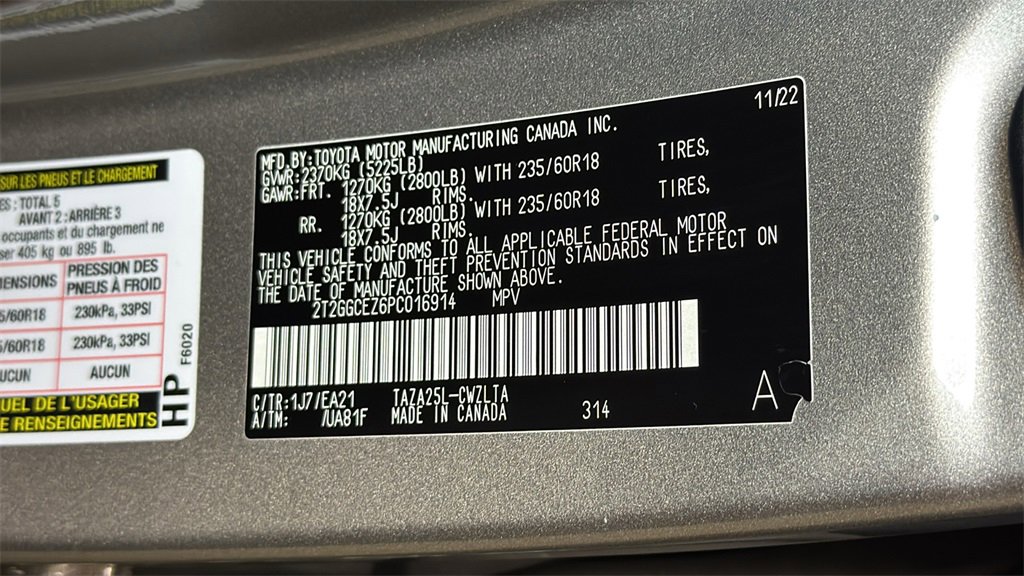 SUR LES PNEUS ET LE CHARGEMENT
: TOTAL 5
AVANT 2 : ARRIÈRE 3
occupants et du chargement ne
405 kg ou 895 lb.
PRESSION DES
PNEUS À FROID
/60R18 230kPa, 33PSI
/60R18 230kPa, 33PSI
AUCUN
DE L'USAGER
RENSEIGNEMENTS
HP
F6020
11/22
MFD.BY:TOYOTA MOTOR MANUFACTURING CANADA INC.
GVWR:2370KG (5225LB)
GAWR:FRT. 1270KG (2800LB) WITH 235/60R18 TIRES,
18X7.5J RIMS.
RR. 1270KG (2800LB) WITH 235/60R18 TIRES,
18X7.5J RIMS.
THIS VEHICLE CONFORMS TO ALL APPLICABLE FEDERAL MOTOR
VEHICLE SAFETY AND THEFT PREVENTION STANDARDS IN EFFECT ON
THE DATE OF MANUFACTURE SHOWN ABOVE.
2T2GGCEZ6PC016914 MPV
C/TR:1J7/EA21 TAZA25L-CWZLTA
A/TM: /UA81F MADE IN CANADA 314
A